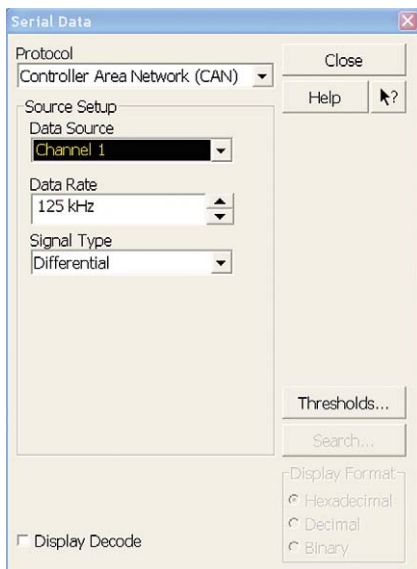 Serial Data
Protocol
Controller Area Network (CAN)
Close
Help
?
Source Setup
Data Source
Channel 1
Data Rate
125 kHz
Signal Type
Differential
Thresholds...
Search...
Display Format
Hexadecimal
Decimal
Binary
Display Decode